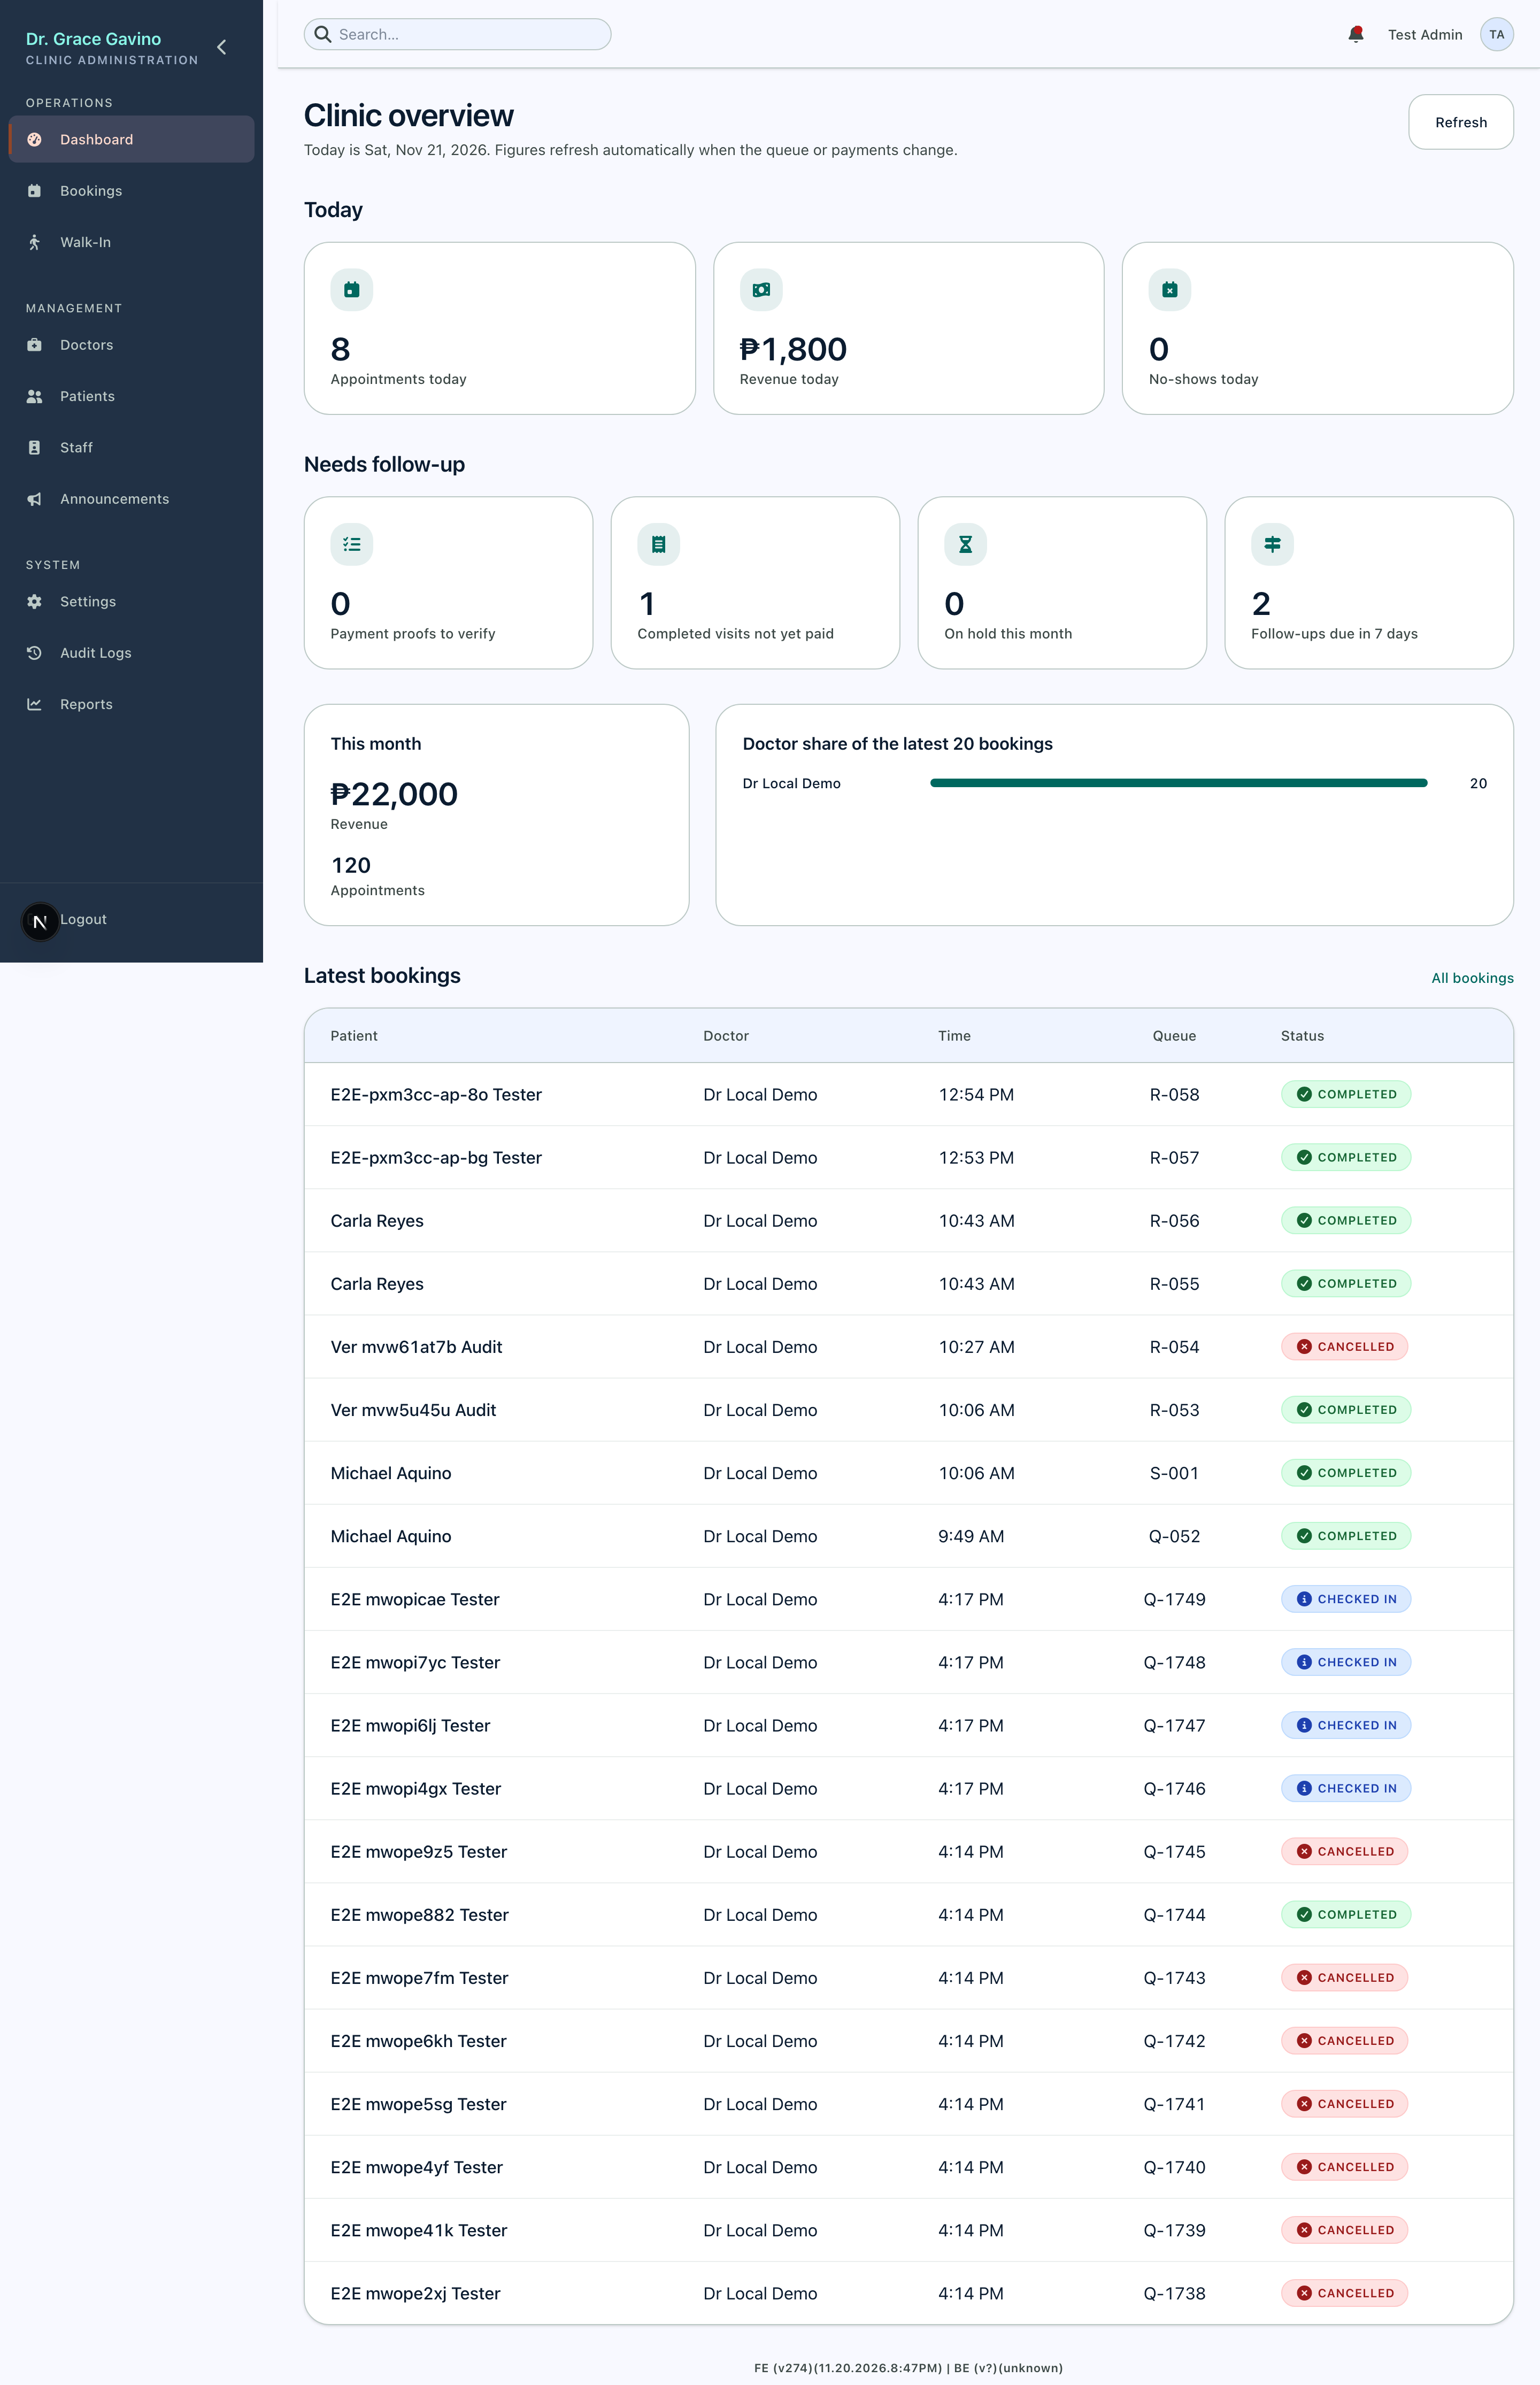 Dr. Grace Gavino
CLINIC ADMINISTRATION
OPERATIONS
Dashboard
Bookings
Walk-In
MANAGEMENT
Doctors
Patients
Staff
Announcements
SYSTEM
Settings
Audit Logs
Reports
N
Logout
Search...
Test Admin
TA
Clinic overview
Today is Sat, Nov 21, 2026. Figures refresh automatically when the queue or payments change.
Refresh
Today
8
Appointments today
₱1,800
Revenue today
0
No-shows today
Needs follow-up
0
Payment proofs to verify
1
Completed visits not yet paid
0
On hold this month
2
Follow-ups due in 7 days
This month
₱22,000
Revenue
120
Appointments
Doctor share of the latest 20 bookings
Dr Local Demo 20
Latest bookings
All bookings
Patient Doctor Time Queue Status
E2E-pxm3cc-ap-8o Tester Dr Local Demo 12:54 PM R-058 COMPLETED
E2E-pxm3cc-ap-bg Tester Dr Local Demo 12:53 PM R-057 COMPLETED
Carla Reyes Dr Local Demo 10:43 AM R-056 COMPLETED
Carla Reyes Dr Local Demo 10:43 AM R-055 COMPLETED
Ver mvw61at7b Audit Dr Local Demo 10:27 AM R-054 CANCELLED
Ver mvw5u45u Audit Dr Local Demo 10:06 AM R-053 COMPLETED
Michael Aquino Dr Local Demo 10:06 AM S-001 COMPLETED
Michael Aquino Dr Local Demo 9:49 AM Q-052 COMPLETED
E2E mwopicae Tester Dr Local Demo 4:17 PM Q-1749 CHECKED IN
E2E mwopi7yc Tester Dr Local Demo 4:17 PM Q-1748 CHECKED IN
E2E mwopi6lj Tester Dr Local Demo 4:17 PM Q-1747 CHECKED IN
E2E mwopi4gx Tester Dr Local Demo 4:17 PM Q-1746 CHECKED IN
E2E mwope9z5 Tester Dr Local Demo 4:14 PM Q-1745 CANCELLED
E2E mwope882 Tester Dr Local Demo 4:14 PM Q-1744 COMPLETED
E2E mwope7fm Tester Dr Local Demo 4:14 PM Q-1743 CANCELLED
E2E mwope6kh Tester Dr Local Demo 4:14 PM Q-1742 CANCELLED
E2E mwope5sg Tester Dr Local Demo 4:14 PM Q-1741 CANCELLED
E2E mwope4yf Tester Dr Local Demo 4:14 PM Q-1740 CANCELLED
E2E mwope41k Tester Dr Local Demo 4:14 PM Q-1739 CANCELLED
E2E mwope2xj Tester Dr Local Demo 4:14 PM Q-1738 CANCELLED
FE (v274)(11.20.2026.8:47PM) | BE (v?)(unknown)